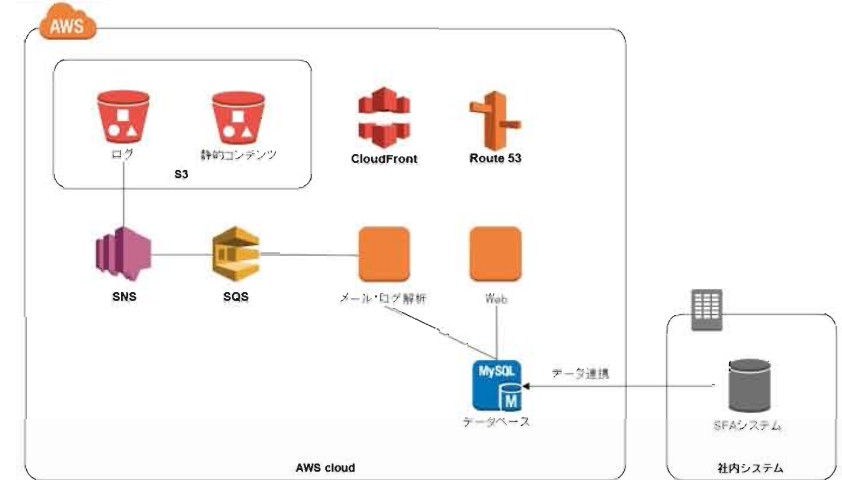 AWS
ログ
静的コンテンツ
S3
CloudFront
Route 53
SNS
SQS
メール・ログ解析
Web
MySQL
M
データベース
データ連携
SFAシステム
AWS cloud
社内システム